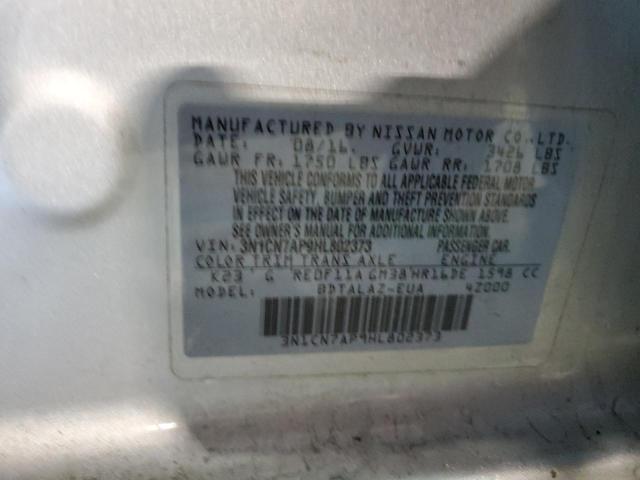 MANUFACTURED BY NISSAN MOTOR CO., LTD.
DATE: 08/16 GVWR: 3426 LBS
GAWR FR: 1750 LBS GAWR RR: 1708 LBS
THIS VEHICLE CONFORMS TO ALL APPLICABLE FEDERAL MOTOR
VEHICLE SAFETY, BUMPER AND THEFT PREVENTION STANDARDS
IN EFFECT ON THE DATE OF MANUFACTURE SHOWN ABOVE.
SEE OWNER'S MANUAL FOR ADDITIONAL INFORMATION.
VIN: 3N1CN7AP9HL802373 PASSENGER CAR
COLOR TRIM TRANS AXLE ENGINE
K23 G RE0F11A GM38 HR16DE 1598 CC
MODEL: BDTALAZ-EUA 4Z000
3N1CN7AP9HL802373